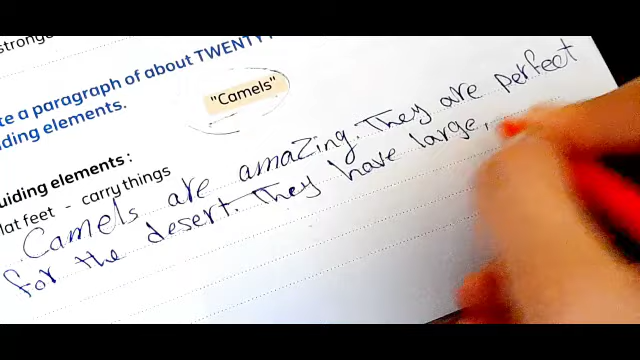 stronge
te a paragraph of about TWENTY
iding elements.
"Camels"
uiding elements:
lat feet - carry things
Camels are amazing. They are perfect
for the desert. They have large,